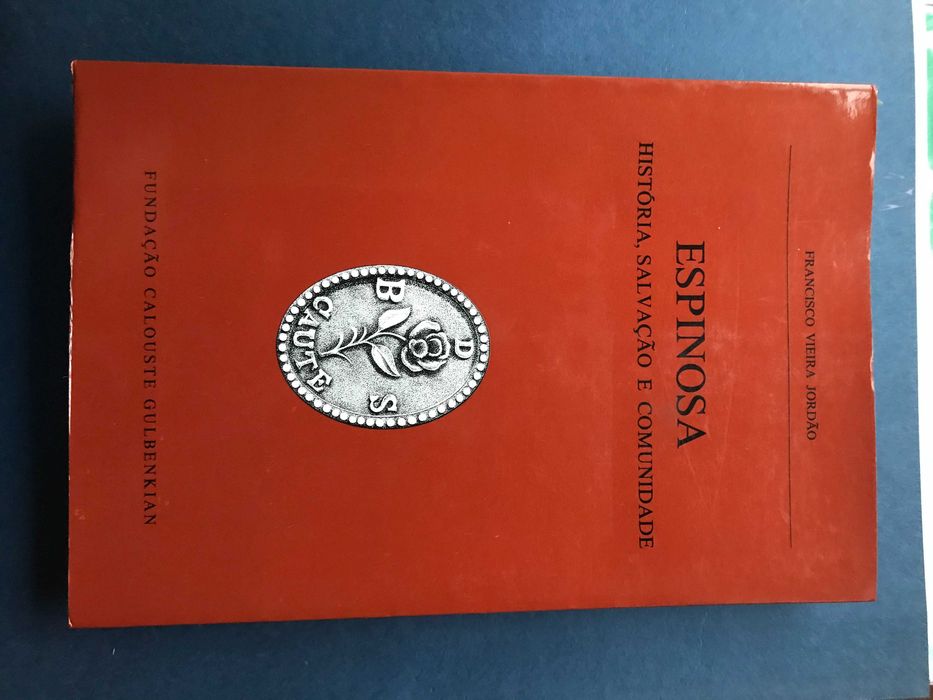 FRANCISCO VIEIRA JORDÃO
ESPINOSA
HISTÓRIA, SALVAÇÃO E COMUNIDADE
D
B S
CAUTE
FUNDAÇÃO CALOUSTE GULBENKIAN